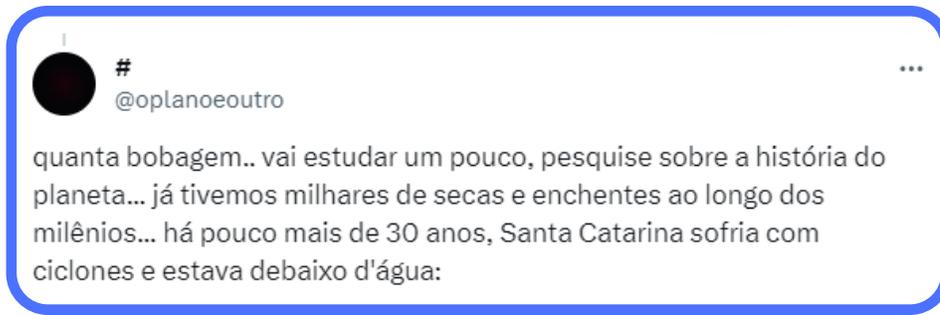 #
@oplanoeoutro
quanta bobagem.. vai estudar um pouco, pesquise sobre a história do
planeta... já tivemos milhares de secas e enchentes ao longo dos
milênios... há pouco mais de 30 anos, Santa Catarina sofria com
ciclones e estava debaixo d'água: